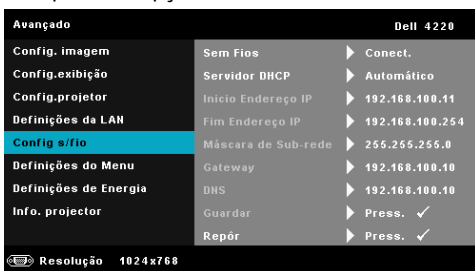 Avançado Dell 4220
Config. imagem
Config.exibição
Config.projetor
Definições da LAN
Config s/fio
Definições do Menu
Definições de Energia
Info. projector
Sem Fios Conect.
Servidor DHCP Automático
Inicio Endereço IP 192.168.100.11
Fim Endereço IP 192.168.100.254
Máscara de Sub-rede 255.255.255.0
Gateway 192.168.100.10
DNS 192.168.100.10
Guardar Press. ✓
Repôr Press. ✓
Resolução 1024x768